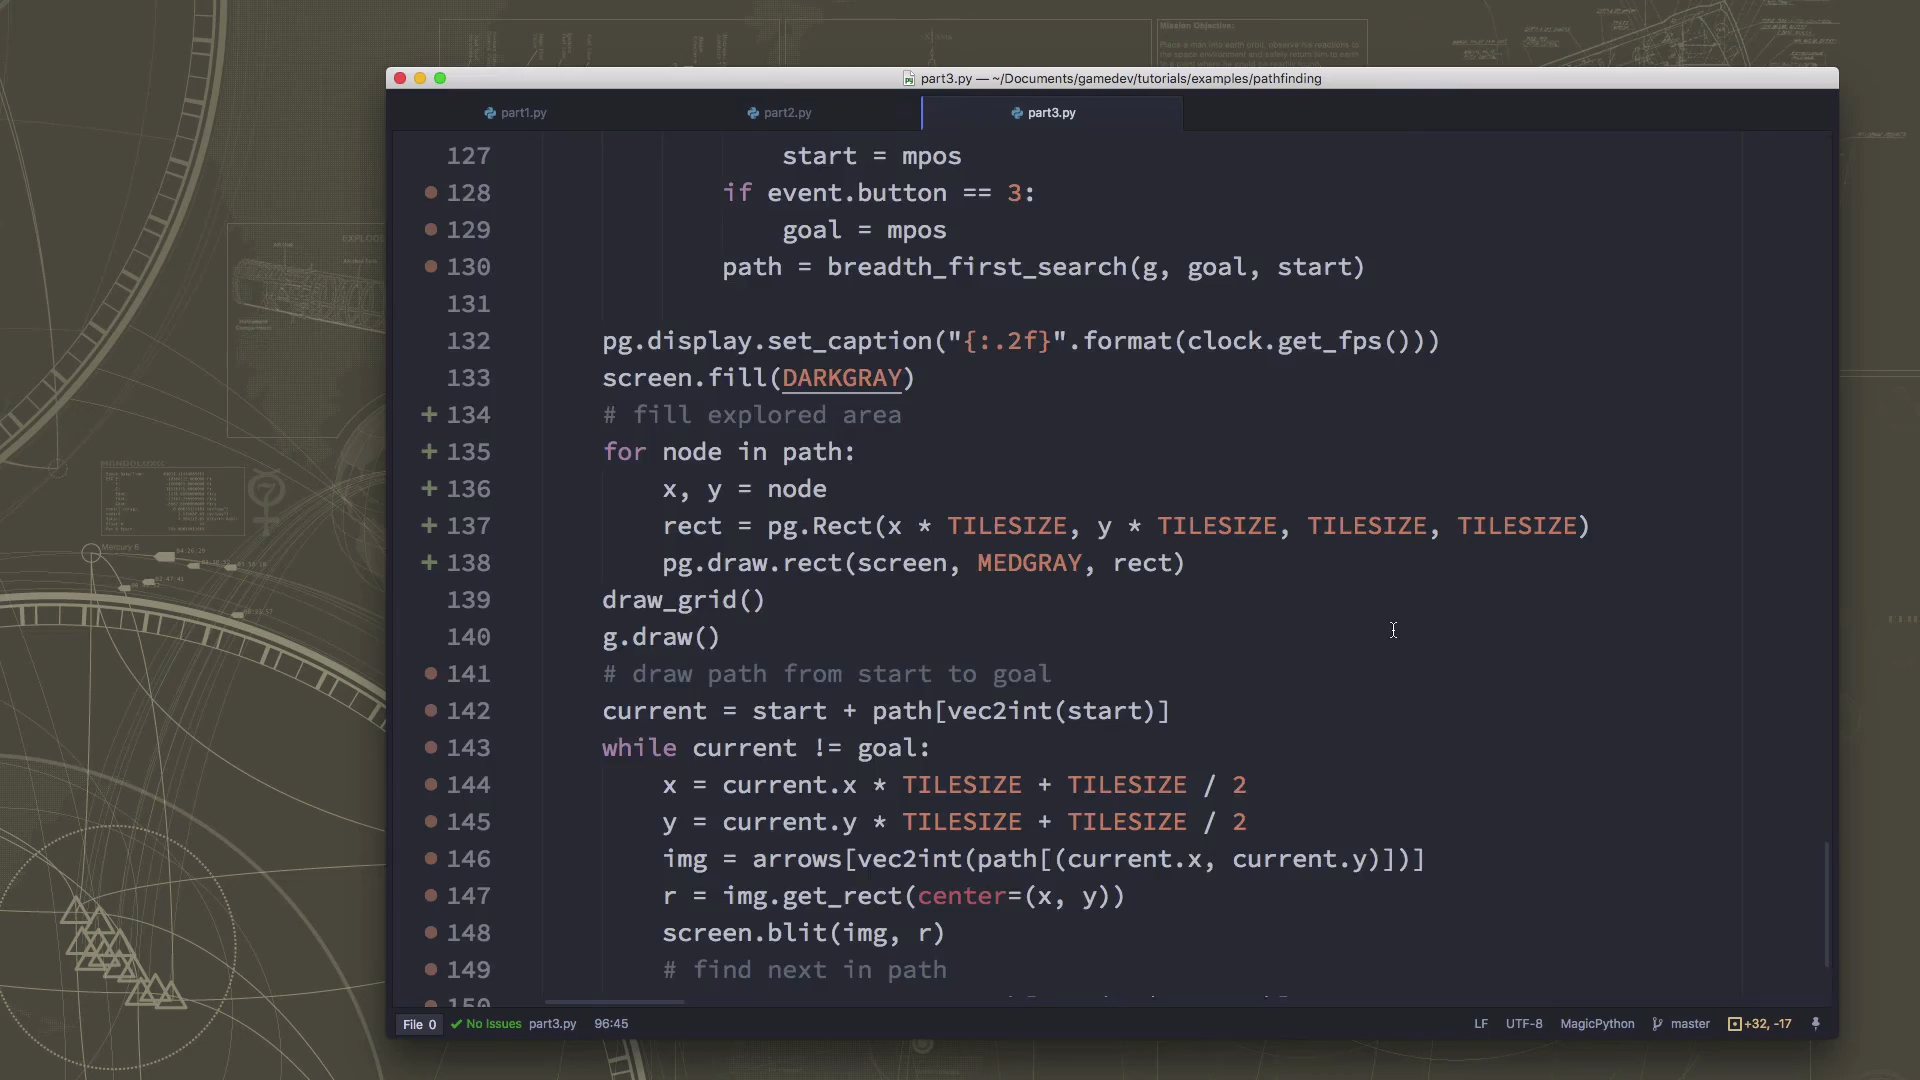 Mission Objective:
part3.py — ~/Documents/gamedev/tutorials/examples/pathfinding
part1.py
part2.py
part3.py
127 start = mpos
128 if event.button == 3:
129 goal = mpos
130 path = breadth_first_search(g, goal, start)
131
132 pg.display.set_caption("{:.2f}".format(clock.get_fps()))
133 screen.fill(DARKGRAY)
+ 134 # fill explored area
+ 135 for node in path:
+ 136 x, y = node
+ 137 rect = pg.Rect(x * TILESIZE, y * TILESIZE, TILESIZE, TILESIZE)
+ 138 pg.draw.rect(screen, MEDGRAY, rect)
139 draw_grid()
140 g.draw()
141 # draw path from start to goal
142 current = start + path[vec2int(start)]
143 while current != goal:
144 x = current.x * TILESIZE + TILESIZE / 2
145 y = current.y * TILESIZE + TILESIZE / 2
146 img = arrows[vec2int(path[(current.x, current.y)])]
147 r = img.get_rect(center=(x, y))
148 screen.blit(img, r)
149 # find next in path
150
File 0 No Issues part3.py 96:45 LF UTF-8 MagicPython master +32, -17